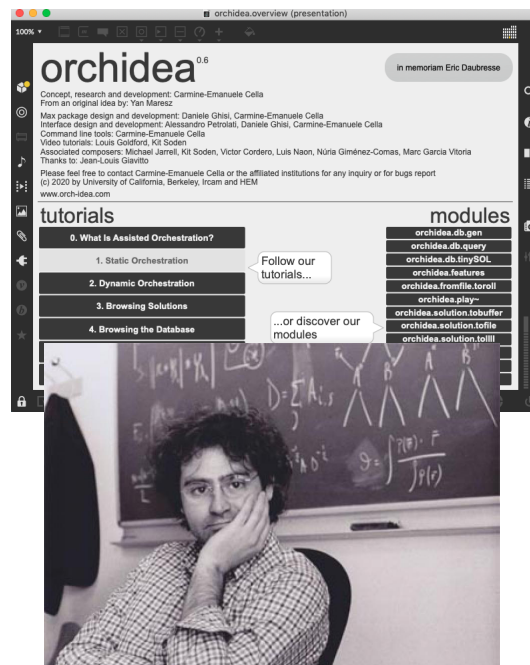 orchidea.overview (presentation)
100%
orchidea 0.6
in memoriam Eric Daubresse
Concept, research and development: Carmine-Emanuele Cella
From an original idea by: Yan Maresz
Max package design and development: Daniele Ghisi, Carmine-Emanuele Cella
Interface design and development: Alessandro Petrolati, Daniele Ghisi, Carmine-Emanuele Cella
Command line tools: Carmine-Emanuele Cella
Video tutorials: Louis Goldford, Kit Soden
Associated composers: Michael Jarrell, Kit Soden, Victor Cordero, Luis Naon, Núria Giménez-Comas, Marc Garcia Vitoria
Thanks to: Jean-Louis Giavitto
Please feel free to contact Carmine-Emanuele Cella or the affiliated institutions for any inquiry or for bugs report
(c) 2020 by University of California, Berkeley, Ircam and HEM
www.orch-idea.com
tutorials
0. What Is Assisted Orchestration?
1. Static Orchestration
2. Dynamic Orchestration
3. Browsing Solutions
4. Browsing the Database
Follow our
tutorials...
...or discover our
modules
modules
orchidea.db.gen
orchidea.db.query
orchidea.db.tinySOL
orchidea.features
orchidea.fromfile.toroll
orchidea.play~
orchidea.solution.tobuffer
orchidea.solution.tofile
orchidea.solution.tollll
D=